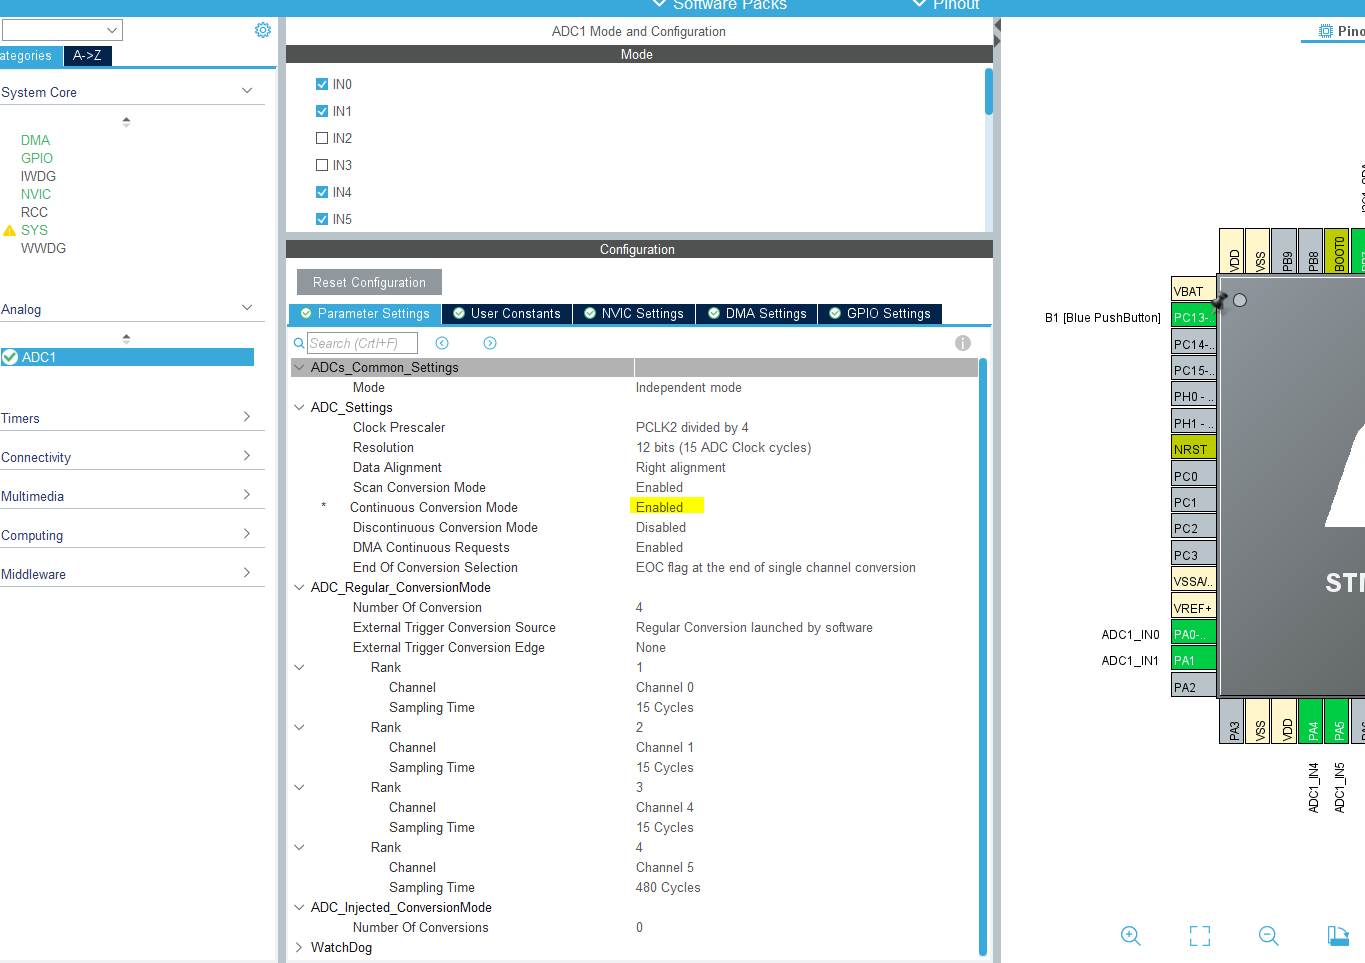 Software Packs
Pinout
ategories
A->Z
System Core
DMA
GPIO
IWDG
NVIC
RCC
SYS
WWDG
Analog
ADC1
Timers
Connectivity
Multimedia
Computing
Middleware
ADC1 Mode and Configuration
Mode
IN0
IN1
IN2
IN3
IN4
IN5
Configuration
Reset Configuration
Parameter Settings
User Constants
NVIC Settings
DMA Settings
GPIO Settings
Search (Crtl+F)
ADCs_Common_Settings
Mode Independent mode
ADC_Settings
Clock Prescaler PCLK2 divided by 4
Resolution 12 bits (15 ADC Clock cycles)
Data Alignment Right alignment
Scan Conversion Mode Enabled
* Continuous Conversion Mode Enabled
Discontinuous Conversion Mode Disabled
DMA Continuous Requests Enabled
End Of Conversion Selection EOC flag at the end of single channel conversion
ADC_Regular_ConversionMode
Number Of Conversion 4
External Trigger Conversion Source Regular Conversion launched by software
External Trigger Conversion Edge None
Rank 1
Channel Channel 0
Sampling Time 15 Cycles
Rank 2
Channel Channel 1
Sampling Time 15 Cycles
Rank 3
Channel Channel 4
Sampling Time 15 Cycles
Rank 4
Channel Channel 5
Sampling Time 480 Cycles
ADC_Injected_ConversionMode
Number Of Conversions 0
WatchDog
Pino
VDD
VSS
PB9
PB8
BOOT0
VBAT
B1 [Blue PushButton] PC13-..
PC14-..
PC15-..
PH0 - ..
PH1 - ..
NRST
PC0
PC1
PC2
PC3
VSSA/..
VREF+
ADC1_IN0 PA0-..
ADC1_IN1 PA1
PA2
STM
PA3
VSS
VDD
PA4
PA5
ADC1_IN4
ADC1_IN5